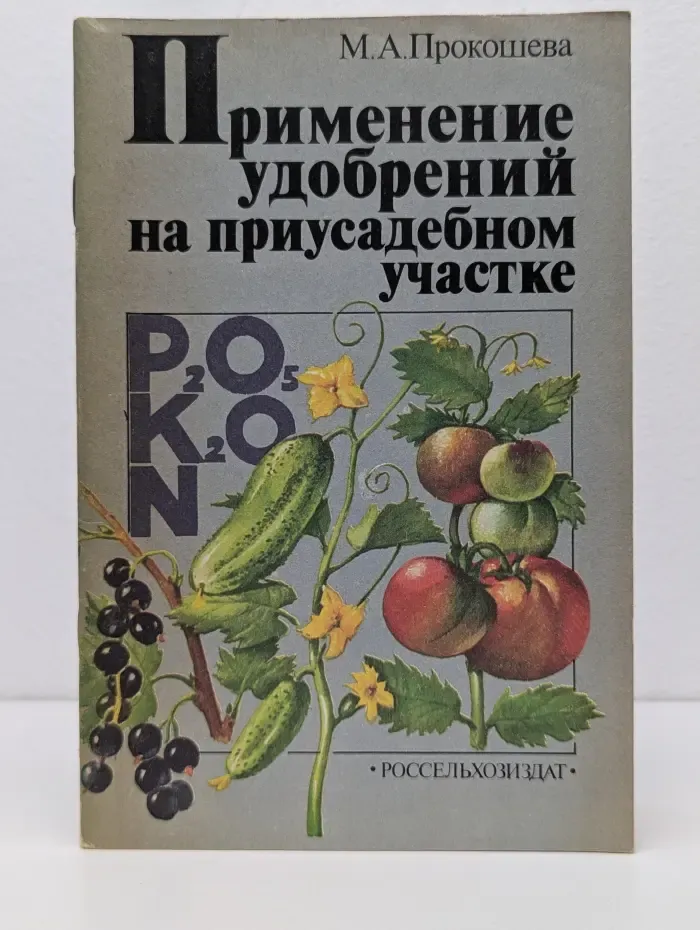 М.А.Прокошева
Применение
удобрений
на приусадебном
участке
P₂O₅
K₂O
N
• РОССЕЛЬХОЗИЗДАТ •